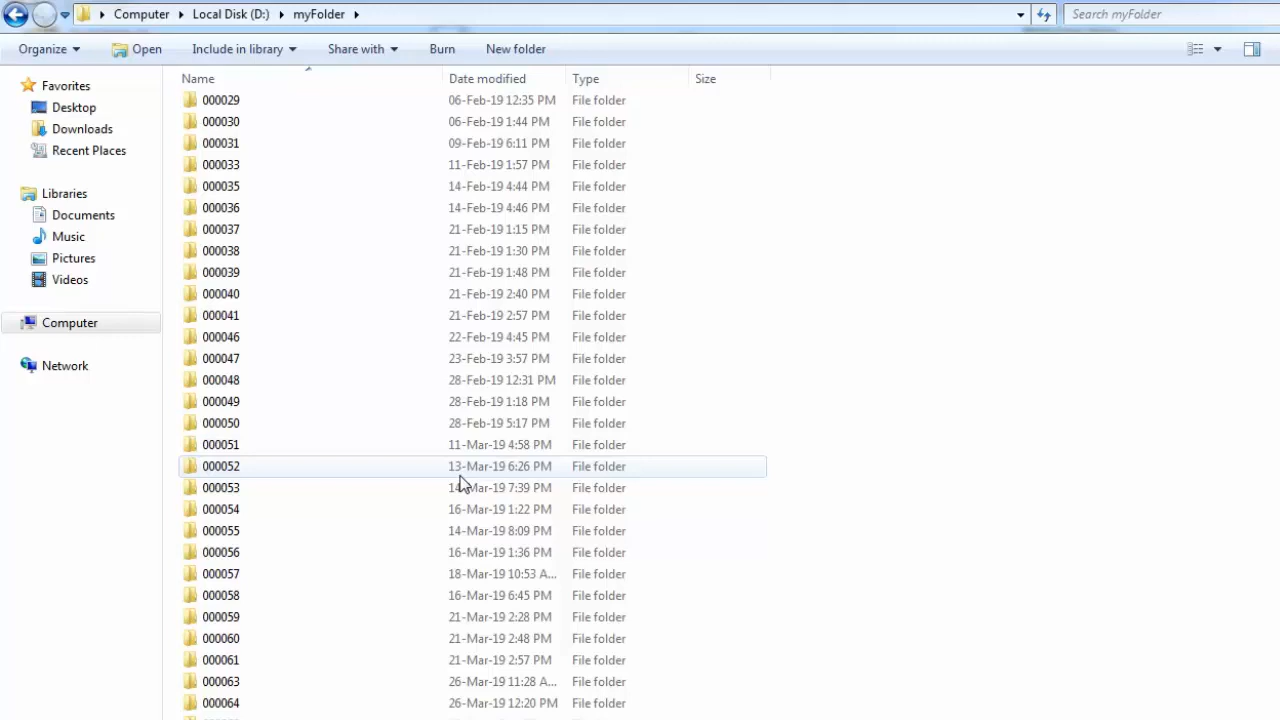 Computer Local Disk (D:) myFolder Search myFolder
Organize Open Include in library Share with Burn New folder
Favorites
Desktop
Downloads
Recent Places
Libraries
Documents
Music
Pictures
Videos
Computer
Network
Name Date modified Type Size
000029 06-Feb-19 12:35 PM File folder
000030 06-Feb-19 1:44 PM File folder
000031 09-Feb-19 6:11 PM File folder
000033 11-Feb-19 1:57 PM File folder
000035 14-Feb-19 4:44 PM File folder
000036 14-Feb-19 4:46 PM File folder
000037 21-Feb-19 1:15 PM File folder
000038 21-Feb-19 1:30 PM File folder
000039 21-Feb-19 1:48 PM File folder
000040 21-Feb-19 2:40 PM File folder
000041 21-Feb-19 2:57 PM File folder
000046 22-Feb-19 4:45 PM File folder
000047 23-Feb-19 3:57 PM File folder
000048 28-Feb-19 12:31 PM File folder
000049 28-Feb-19 1:18 PM File folder
000050 28-Feb-19 5:17 PM File folder
000051 11-Mar-19 4:58 PM File folder
000052 13-Mar-19 6:26 PM File folder
000053 14-Mar-19 7:39 PM File folder
000054 16-Mar-19 1:22 PM File folder
000055 14-Mar-19 8:09 PM File folder
000056 16-Mar-19 1:36 PM File folder
000057 18-Mar-19 10:53 A... File folder
000058 16-Mar-19 6:45 PM File folder
000059 21-Mar-19 2:28 PM File folder
000060 21-Mar-19 2:48 PM File folder
000061 21-Mar-19 2:57 PM File folder
000063 26-Mar-19 11:28 A... File folder
000064 26-Mar-19 12:20 PM File folder